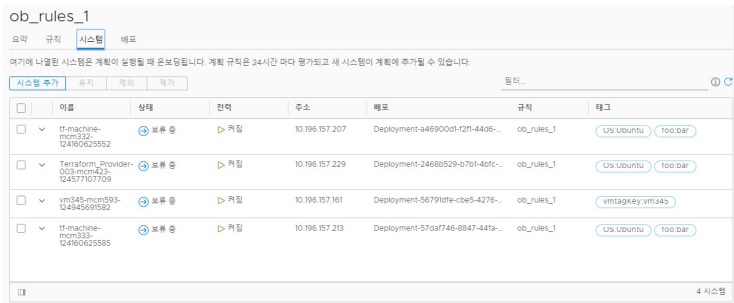 ob_rules_1
요약 규칙 시스템 배포
여기에 나열된 시스템은 계획이 실행될 때 온보딩됩니다. 계획 규칙은 24시간 마다 평가되고 새 시스템이 계획에 추가될 수 있습니다.
시스템 추가 유지 제외 제거 필터...
이름 상태 전력 주소 배포 규칙 태그
tf-machine-
mcm332-
124160625552
보류 중 켜짐 10.196.157.207 Deployment-a46900d1-f2f1-44d6-... ob_rules_1 OS:Ubuntu foo:bar
Terraform_Provider-
003-mcm423-
124577107709
보류 중 켜짐 10.196.157.229 Deployment-2468b529-b7b1-4bfc-... ob_rules_1 OS:Ubuntu foo:bar
vm345-mcm593-
124945691582
보류 중 켜짐 10.196.157.161 Deployment-56791dfe-cbe5-4276-... ob_rules_1 vmtagKey:vm345
tf-machine-
mcm333-
124160625585
보류 중 켜짐 10.196.157.213 Deployment-57daf746-8847-44fa-... ob_rules_1 OS:Ubuntu foo:bar
4 시스템